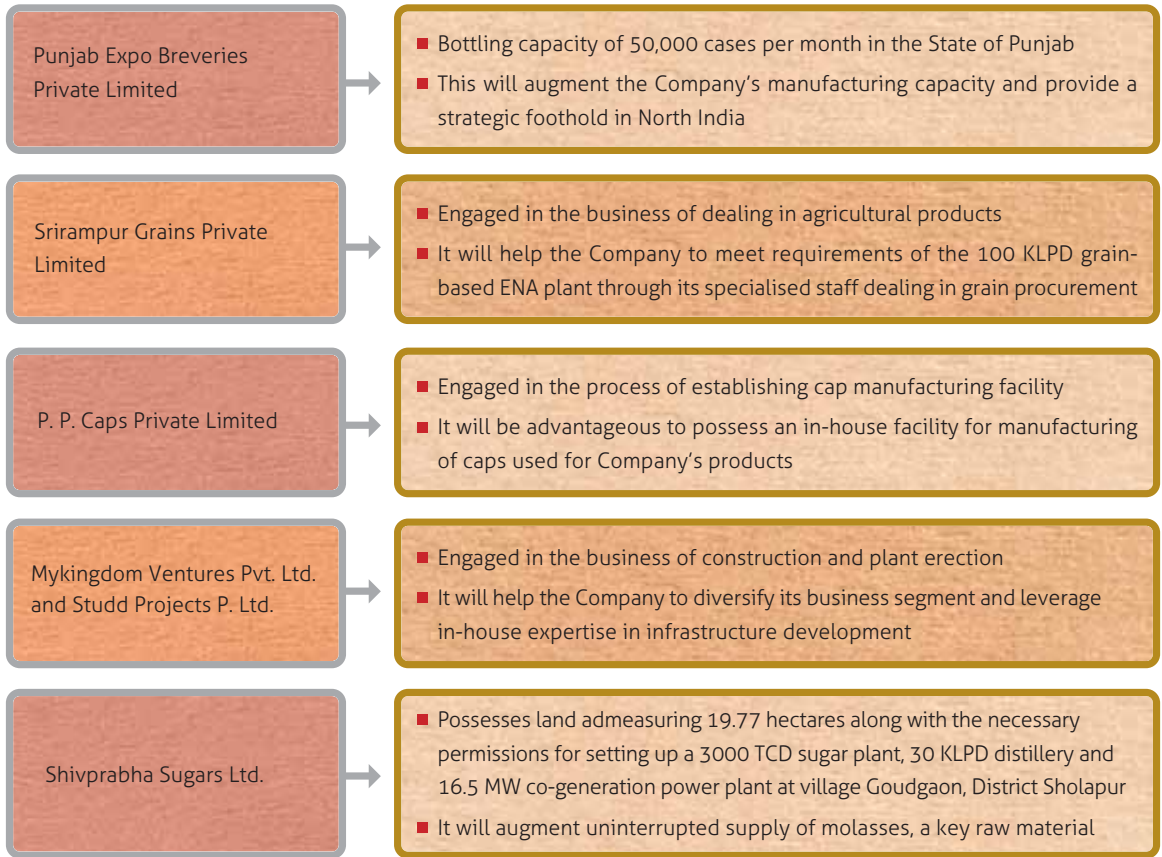 Punjab Expo Breveries
Private Limited
■ Bottling capacity of 50,000 cases per month in the State of Punjab
■ This will augment the Company's manufacturing capacity and provide a
strategic foothold in North India
Srirampur Grains Private
Limited
■ Engaged in the business of dealing in agricultural products
■ It will help the Company to meet requirements of the 100 KLPD grain-
based ENA plant through its specialised staff dealing in grain procurement
P. P. Caps Private Limited
■ Engaged in the process of establishing cap manufacturing facility
■ It will be advantageous to possess an in-house facility for manufacturing
of caps used for Company's products
Mykingdom Ventures Pvt. Ltd.
and Studd Projects P. Ltd.
■ Engaged in the business of construction and plant erection
■ It will help the Company to diversify its business segment and leverage
in-house expertise in infrastructure development
Shivprabha Sugars Ltd.
■ Possesses land admeasuring 19.77 hectares along with the necessary
permissions for setting up a 3000 TCD sugar plant, 30 KLPD distillery and
16.5 MW co-generation power plant at village Goudgaon, District Sholapur
■ It will augment uninterrupted supply of molasses, a key raw material